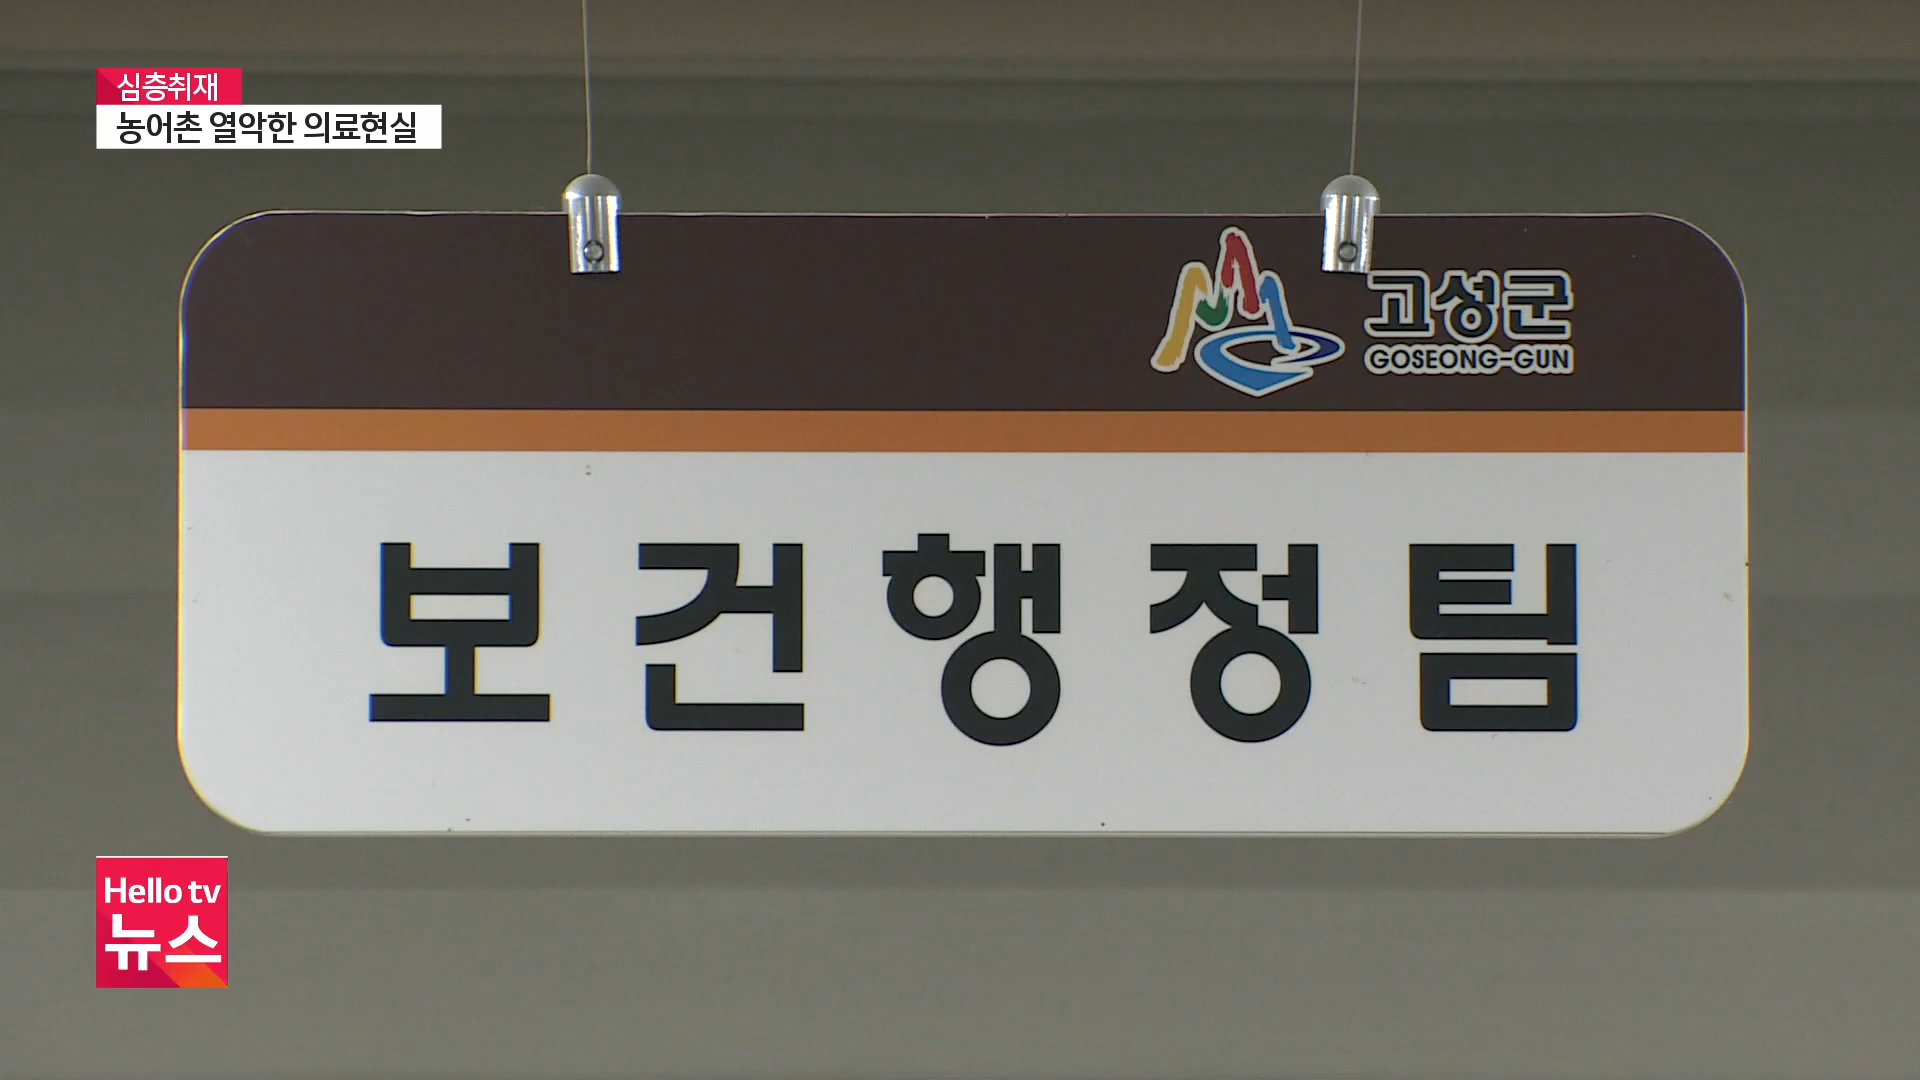 심층취재
농어촌 열악한 의료현실
고성군
GOSEONG-GUN
보건행정팀
Hello tv
뉴스